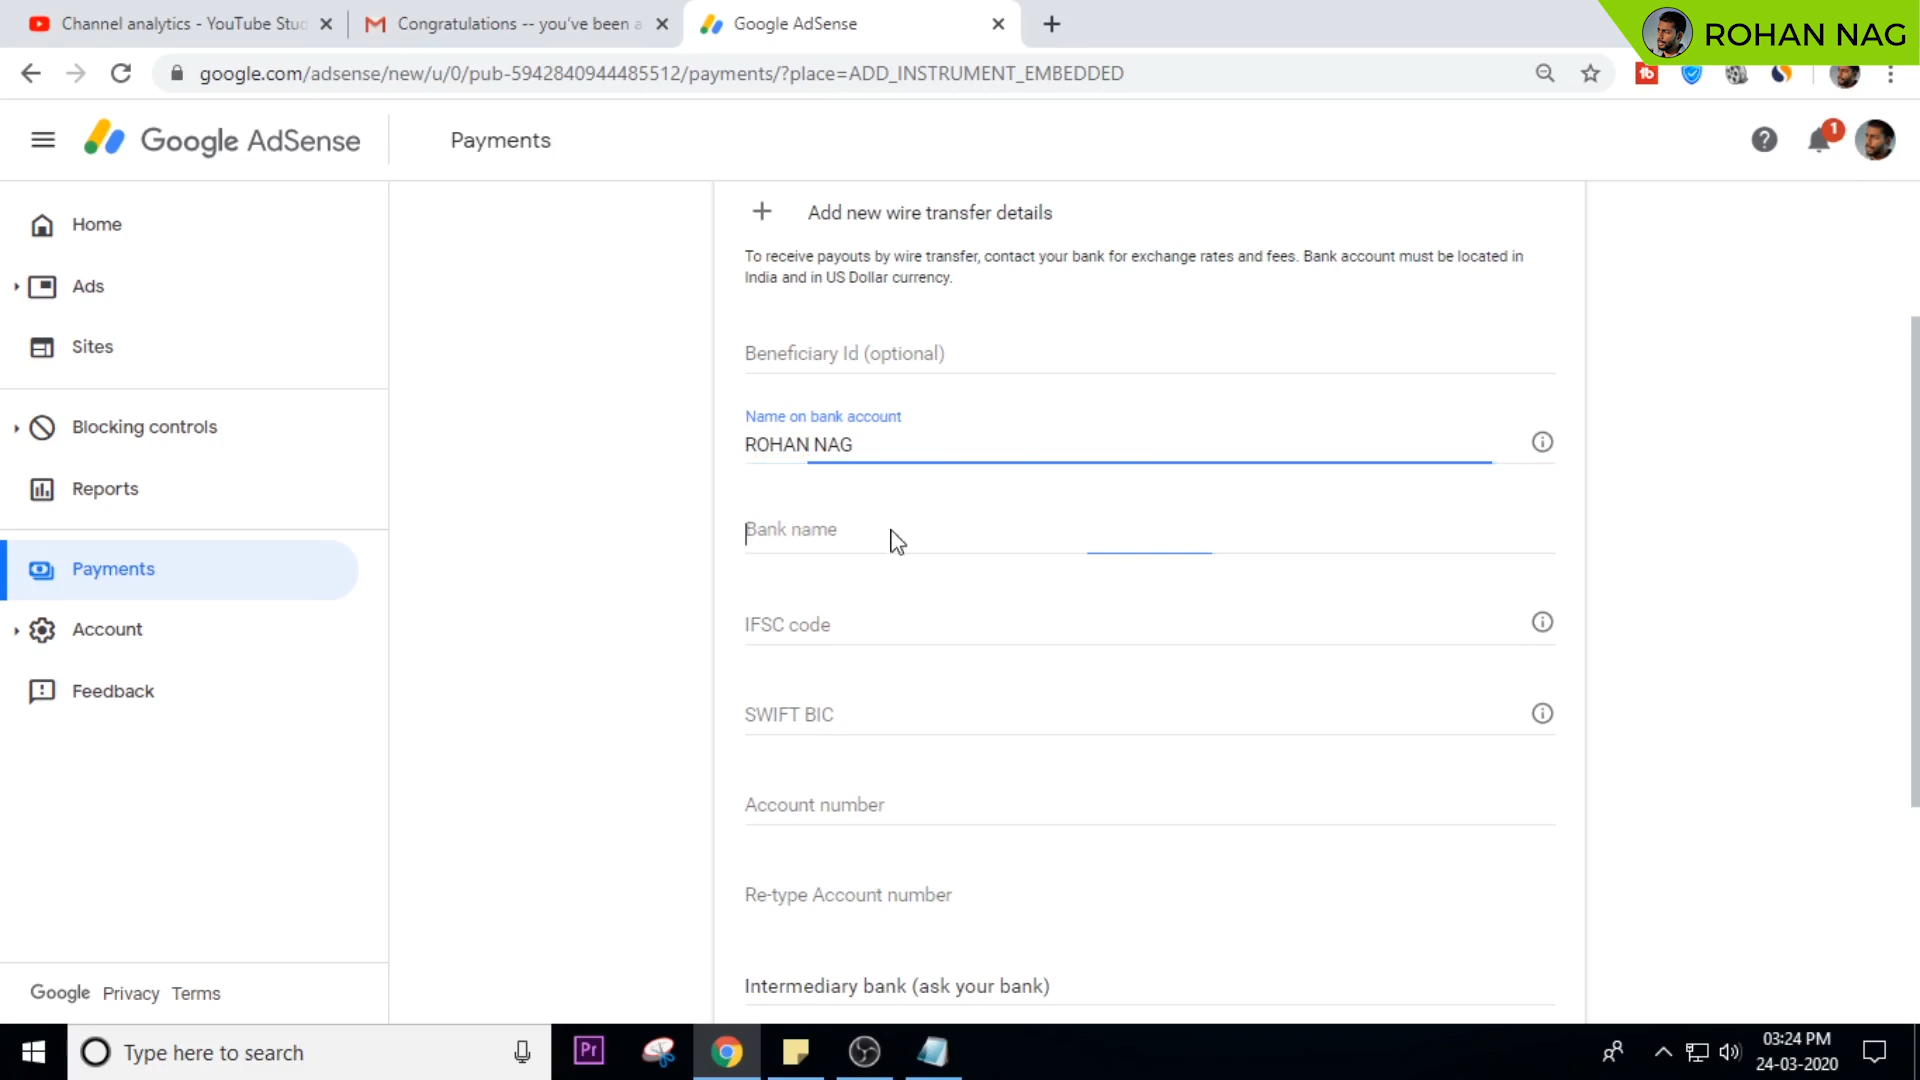 Channel analytics - YouTube Stud
Congratulations -- you've been a
Google AdSense
ROHAN NAG
google.com/adsense/new/u/0/pub-5942840944485512/payments/?place=ADD_INSTRUMENT_EMBEDDED
Google AdSense
Payments
1
Home
Ads
Sites
Blocking controls
Reports
Payments
Account
Feedback
Google Privacy Terms
Add new wire transfer details
To receive payouts by wire transfer, contact your bank for exchange rates and fees. Bank account must be located in
India and in US Dollar currency.
Beneficiary Id (optional)
Name on bank account
ROHAN NAG
Bank name
IFSC code
SWIFT BIC
Account number
Re-type Account number
Intermediary bank (ask your bank)
Type here to search
Pr
03:24 PM
24-03-2020